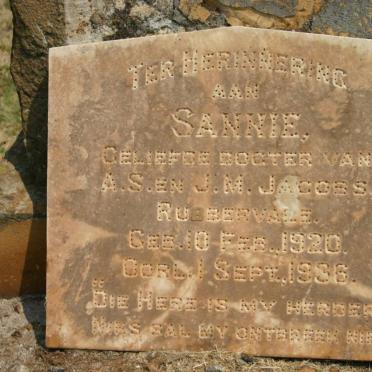 TER HERINNERING
AAN
SANNIE,
GELIEFDE DOGTER VAN
A.S. EN J.M. JACOBS.
RUBBERVALE.
GEB. 10 FEB. 1920.
OORL. 1 SEPT. 1936
"DIE HERE IS MY HERDER
NIKS SAL MY ONTBREEK NIE